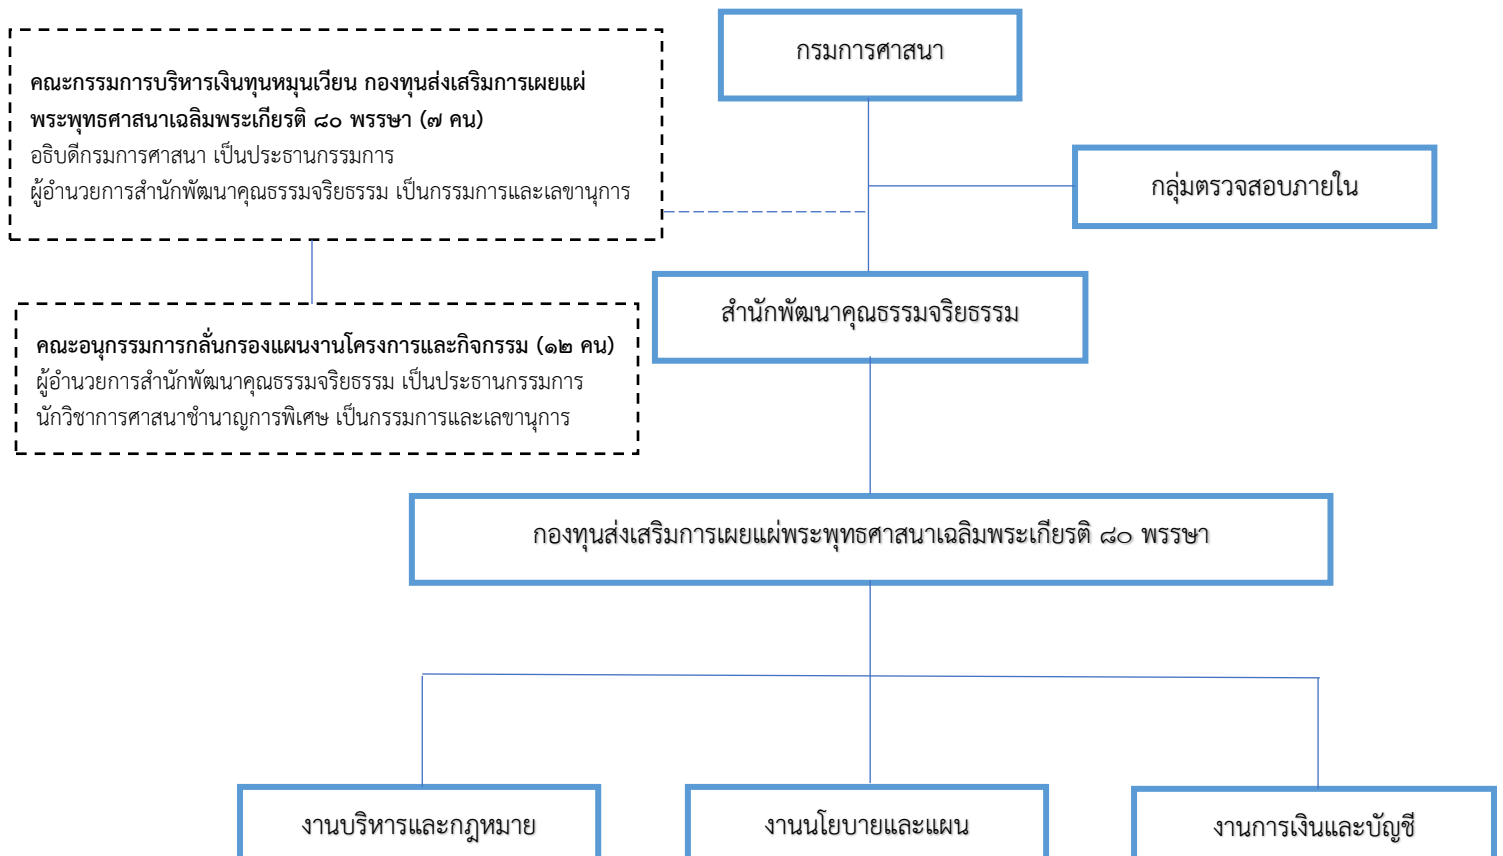 กรมการศาสนา
คณะกรรมการบริหารเงินทุนหมุนเวียน กองทุนส่งเสริมการเผยแผ่
พระพุทธศาสนาเฉลิมพระเกียรติ ๘๐ พรรษา (๗ คน)
อธิบดีกรมการศาสนา เป็นประธานกรรมการ
ผู้อำนวยการสำนักพัฒนาคุณธรรมจริยธรรม เป็นกรรมการและเลขานุการ
กลุ่มตรวจสอบภายใน
สำนักพัฒนาคุณธรรมจริยธรรม
คณะอนุกรรมการกลั่นกรองแผนงานโครงการและกิจกรรม (๑๒ คน)
ผู้อำนวยการสำนักพัฒนาคุณธรรมจริยธรรม เป็นประธานกรรมการ
นักวิชาการศาสนาชำนาญการพิเศษ เป็นกรรมการและเลขานุการ
กองทุนส่งเสริมการเผยแผ่พระพุทธศาสนาเฉลิมพระเกียรติ ๘๐ พรรษา
งานบริหารและกฎหมาย
งานนโยบายและแผน
งานการเงินและบัญชี